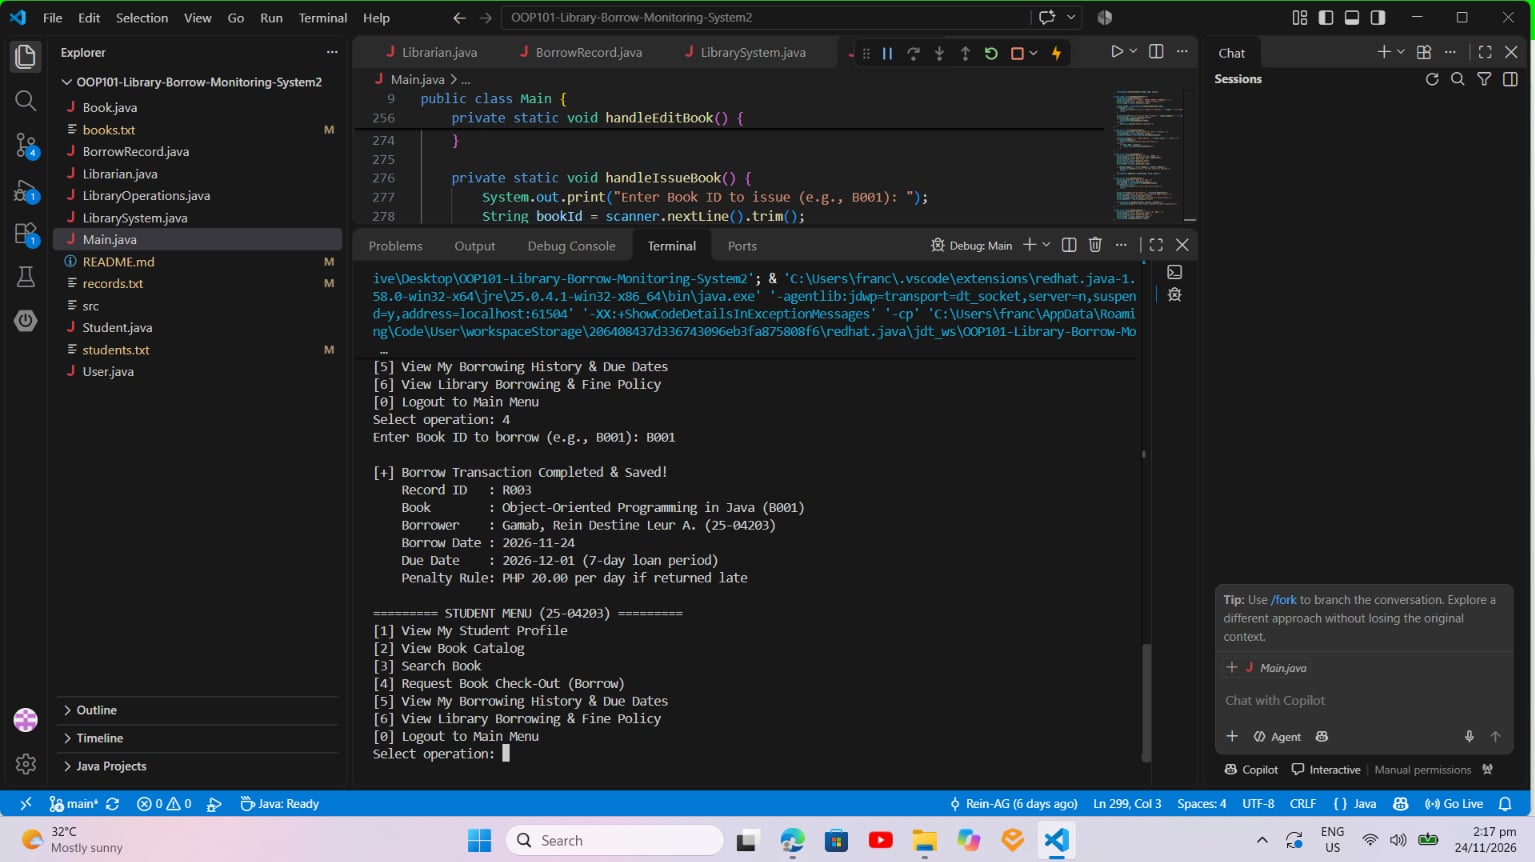 File Edit Selection View Go Run Terminal Help
OOP101-Library-Borrow-Monitoring-System2
Explorer
OOP101-Library-Borrow-Monitoring-System2
Book.java
books.txt M
BorrowRecord.java
Librarian.java
LibraryOperations.java
LibrarySystem.java
Main.java
README.md M
records.txt M
src
Student.java
students.txt M
User.java
Outline
Timeline
Java Projects
4
1
1
Librarian.java BorrowRecord.java LibrarySystem.java
Main.java > ...
9 public class Main {
256 private static void handleEditBook() {
274 }
275
276 private static void handleIssueBook() {
277 System.out.print("Enter Book ID to issue (e.g., B001): ");
278 String bookId = scanner.nextLine().trim();
Problems Output Debug Console Terminal Ports
Debug: Main
ive\Desktop\OOP101-Library-Borrow-Monitoring-System2'; & 'C:\Users\franc\.vscode\extensions\redhat.java-1.
58.0-win32-x64\jre\25.0.4.1-win32-x86_64\bin\java.exe' '-agentlib:jdwp=transport=dt_socket,server=n,suspen
d=y,address=localhost:61504' '-XX:+ShowCodeDetailsInExceptionMessages' '-cp' 'C:\Users\franc\AppData\Roami
ng\Code\User\workspaceStorage\206408437d336743096eb3fa875808f6\redhat.java\jdt_ws\OOP101-Library-Borrow-Mo
…
[5] View My Borrowing History & Due Dates
[6] View Library Borrowing & Fine Policy
[0] Logout to Main Menu
Select operation: 4
Enter Book ID to borrow (e.g., B001): B001
[+] Borrow Transaction Completed & Saved!
Record ID : R003
Book : Object-Oriented Programming in Java (B001)
Borrower : Gamab, Rein Destine Leur A. (25-04203)
Borrow Date : 2026-11-24
Due Date : 2026-12-01 (7-day loan period)
Penalty Rule: PHP 20.00 per day if returned late
========= STUDENT MENU (25-04203) =========
[1] View My Student Profile
[2] View Book Catalog
[3] Search Book
[4] Request Book Check-Out (Borrow)
[5] View My Borrowing History & Due Dates
[6] View Library Borrowing & Fine Policy
[0] Logout to Main Menu
Select operation:
Chat
Sessions
Tip: Use /fork to branch the conversation. Explore a
different approach without losing the original
context.
Main.java
Chat with Copilot
Agent
Copilot Interactive Manual permissions
main* 0 0 Java: Ready
Rein-AG (6 days ago) Ln 299, Col 3 Spaces: 4 UTF-8 CRLF { } Java Go Live
32°C
Mostly sunny
Search
ENG
US
2:17 pm
24/11/2026